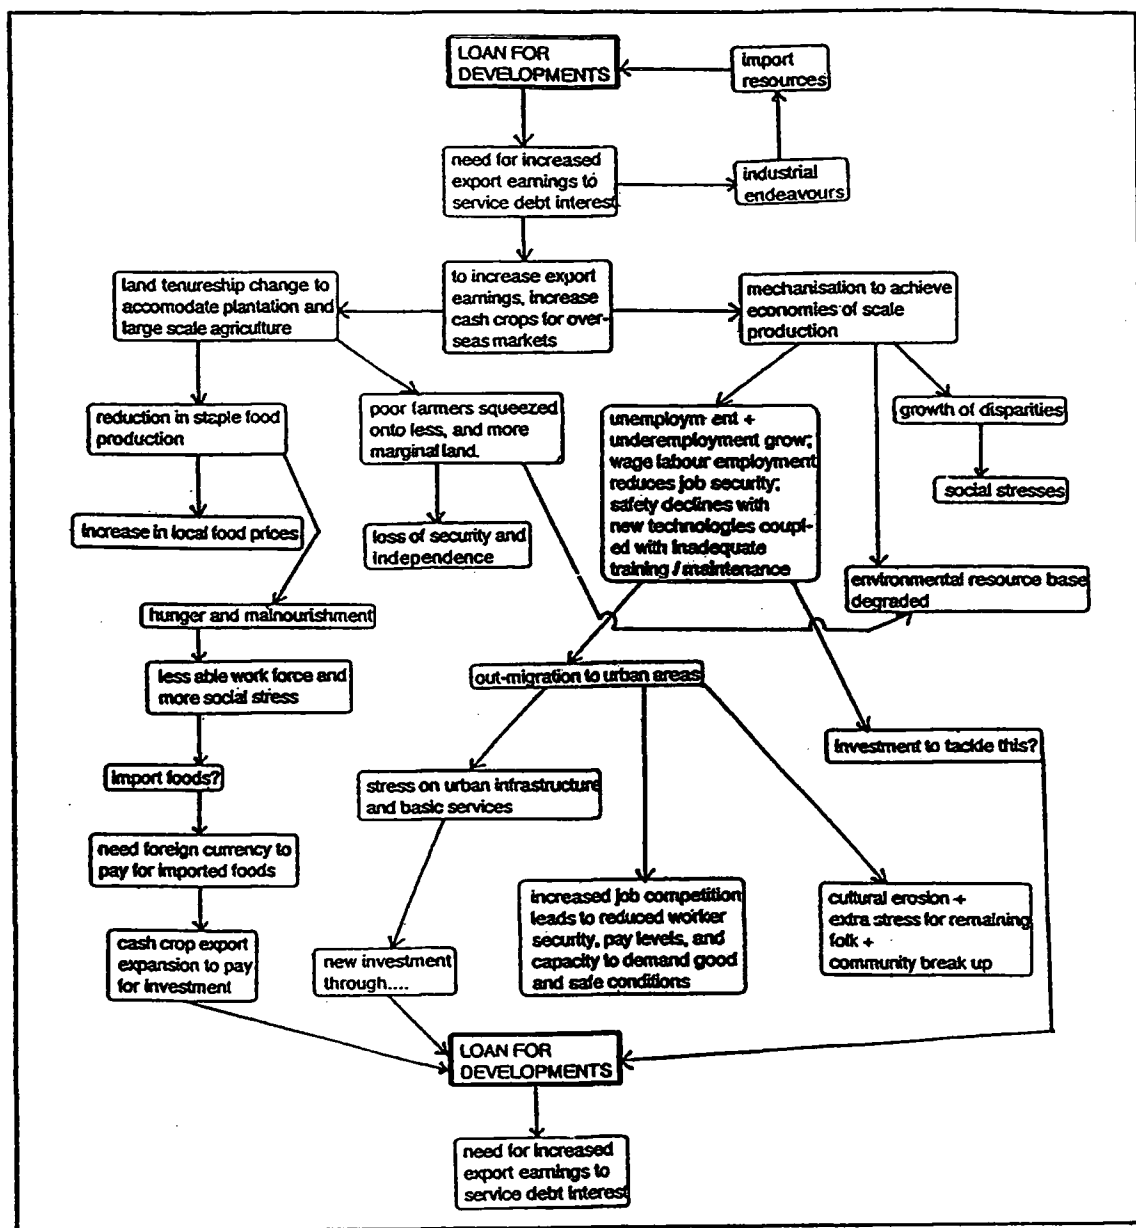 LOAN FOR
DEVELOPMENTS
import
resources
need for increased
export earnings to
service debt interest
industrial
endeavours
land tenureship change to
accomodate plantation and
large scale agriculture
to increase export
earnings, increase
cash crops for over-
seas markets
mechanisation to achieve
economies of scale
production
reduction in staple food
production
poor farmers squeezed
onto less, and more
marginal land.
unemploym- ent +
underemployment grow;
wage labour employment
reduces job security;
safety declines with
new technologies coupl-
ed with inadequate
training / maintenance
growth of disparities
social stresses
increase in local food prices
loss of security and
independence
environmental resource base
degraded
hunger and malnourishment
less able work force and
more social stress
out-migration to urban areas
investment to tackle this?
import foods?
stress on urban infrastructure
and basic services
need foreign currency to
pay for imported foods
increased job competition
leads to reduced worker
security, pay levels, and
capacity to demand good
and safe conditions
cultural erosion +
extra stress for remaining
folk +
community break up
cash crop export
expansion to pay
for investment
new investment
through....
LOAN FOR
DEVELOPMENTS
need for increased
export earnings to
service debt interest